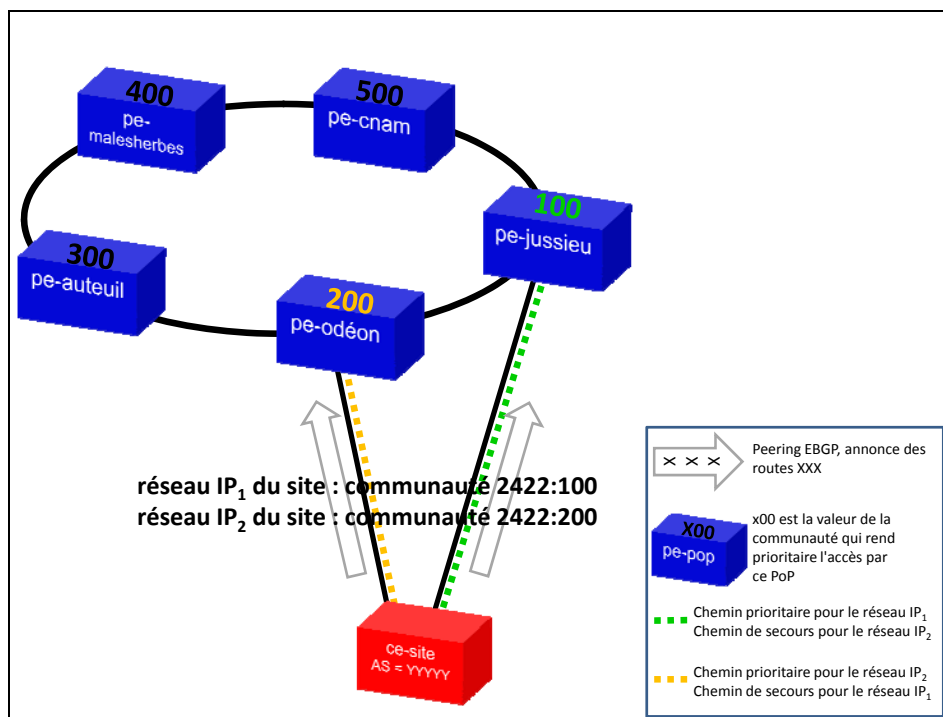 400
pe-
malesherbes
500
pe-cnam
100
pe-jussieu
300
pe-auteuil
200
pe-odéon
réseau IP₁ du site : communauté 2422:100
réseau IP₂ du site : communauté 2422:200
ce-site
AS = YYYYY
X X X
Peering EBGP, annonce des
routes XXX
X00
pe-pop
x00 est la valeur de la
communauté qui rend
prioritaire l'accès par
ce PoP
Chemin prioritaire pour le réseau IP₁
Chemin de secours pour le réseau IP₂
Chemin prioritaire pour le réseau IP₂
Chemin de secours pour le réseau IP₁